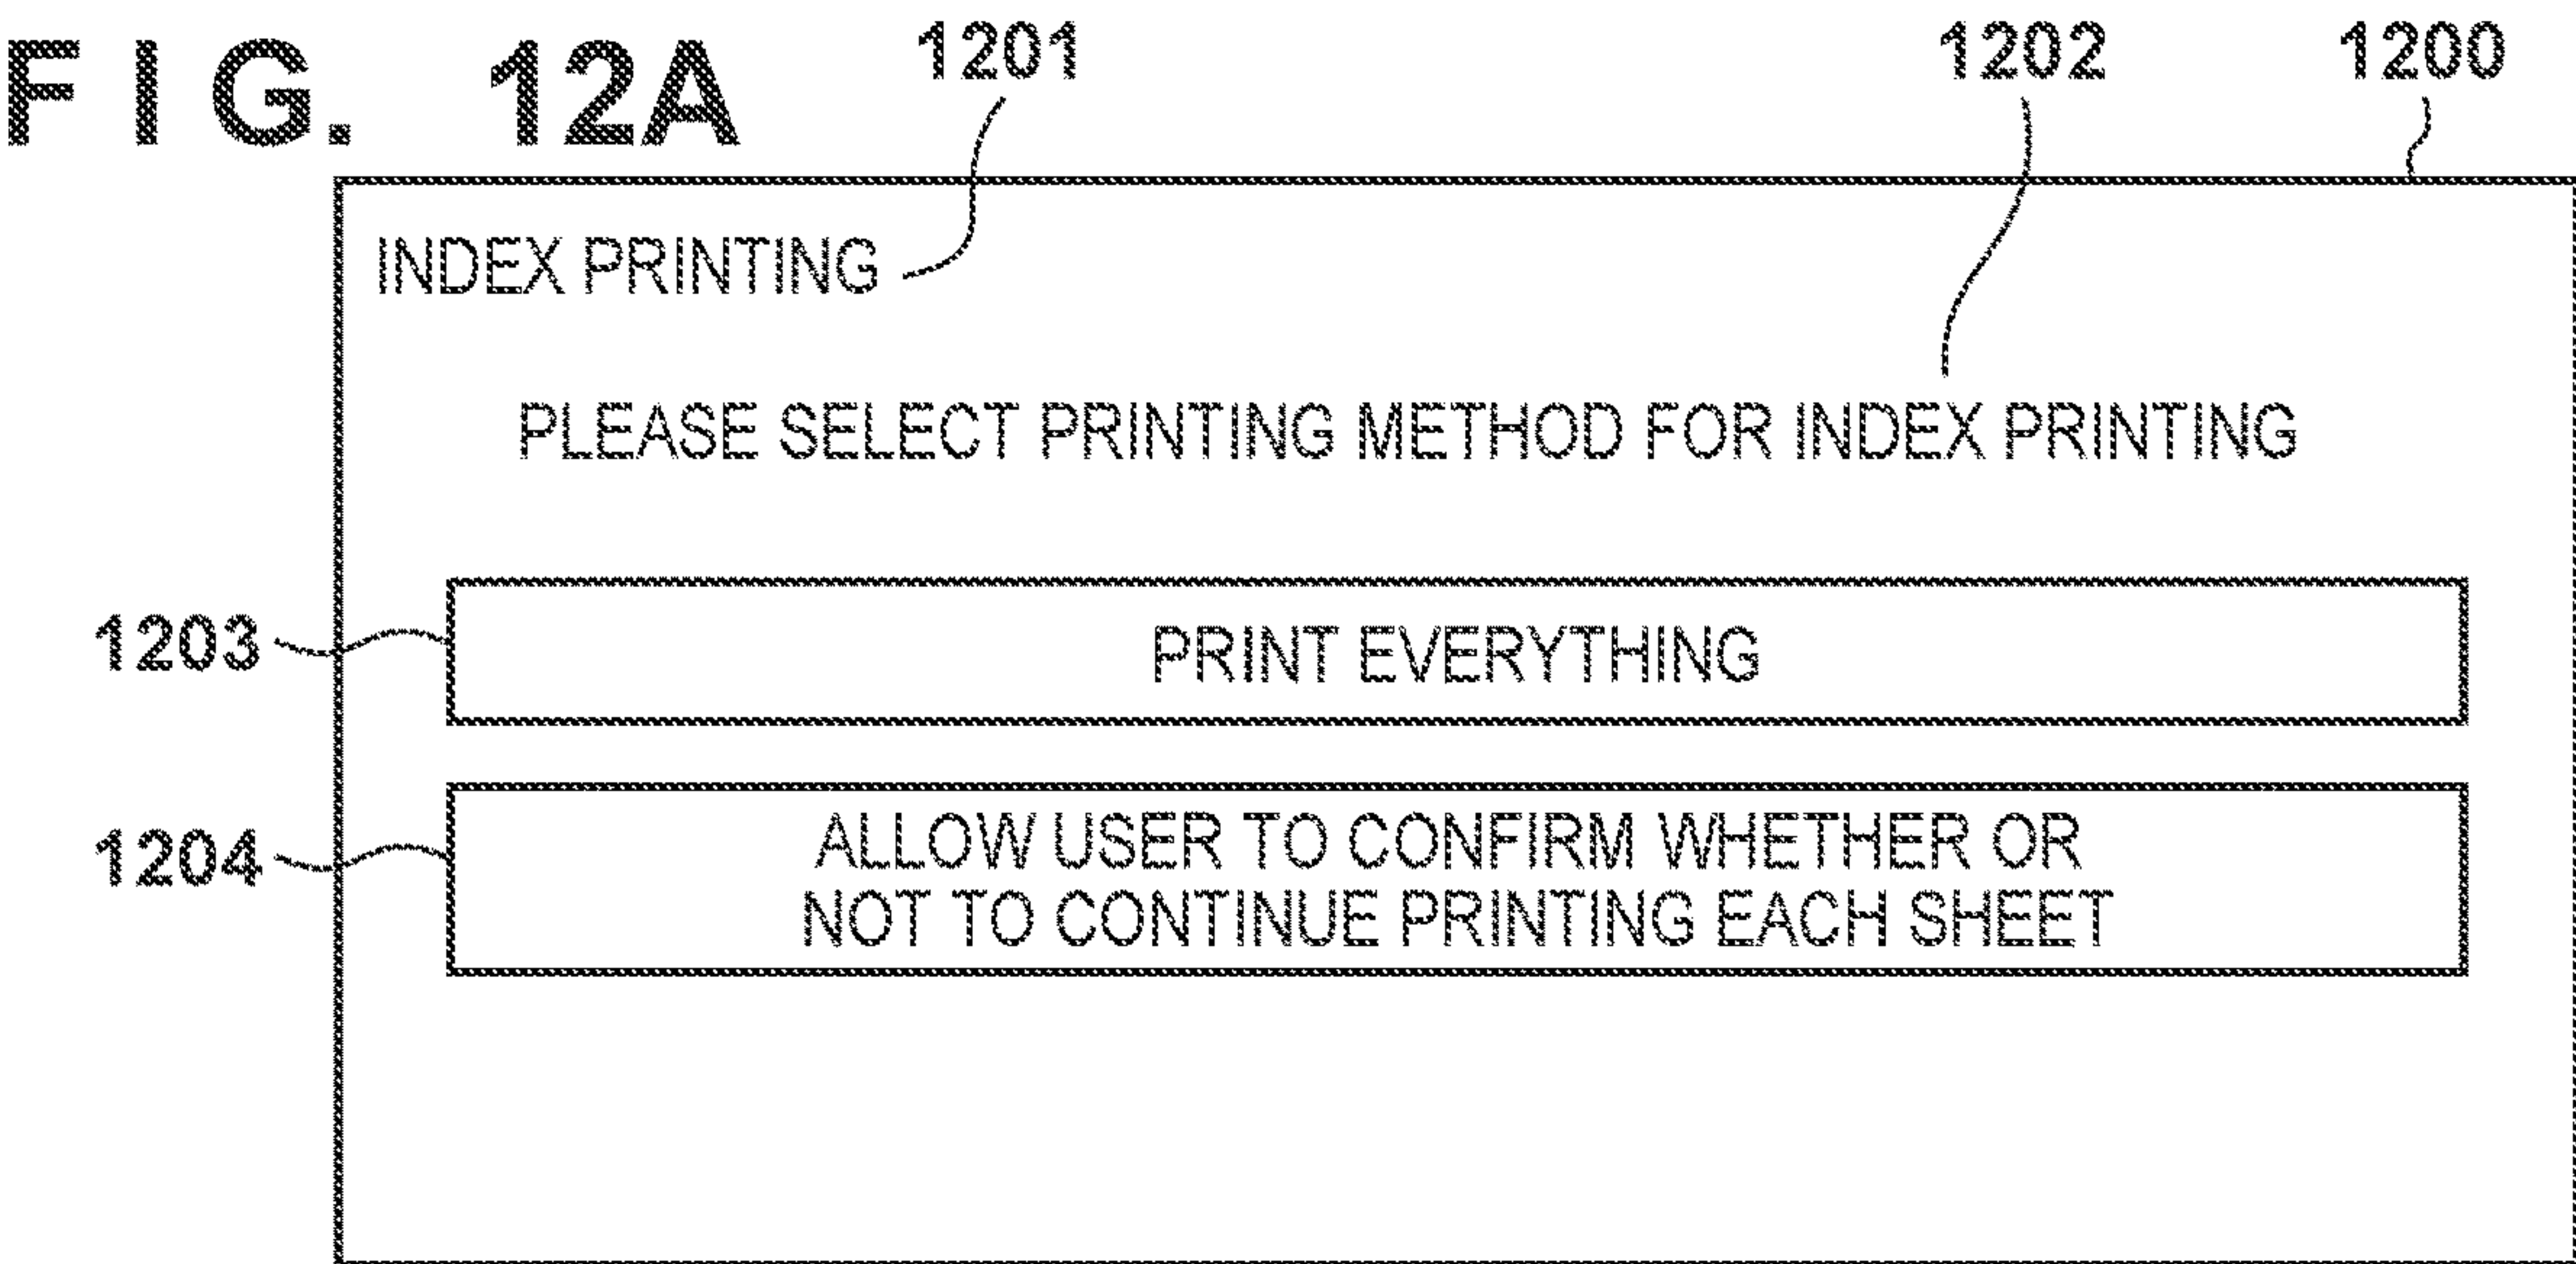 FIG. 12A
1201
1202
1200
INDEX PRINTING
PLEASE SELECT PRINTING METHOD FOR INDEX PRINTING
1203
PRINT EVERYTHING
1204
ALLOW USER TO CONFIRM WHETHER OR
NOT TO CONTINUE PRINTING EACH SHEET